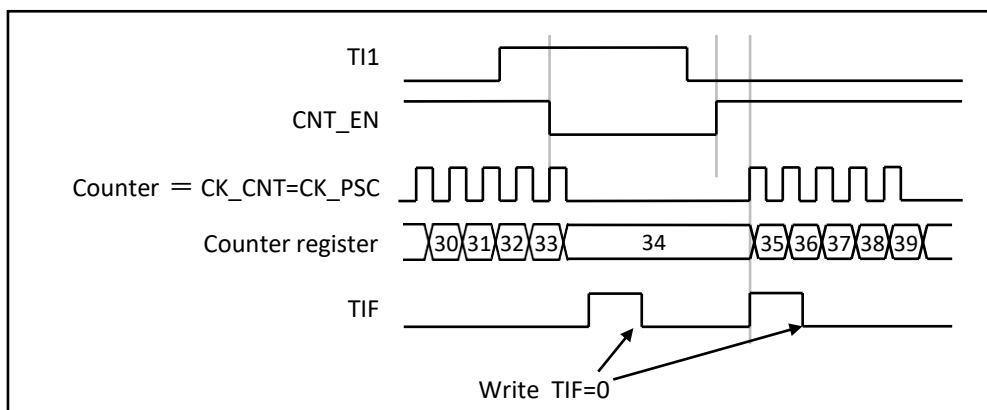 TI1
CNT_EN
Counter = CK_CNT=CK_PSC
Counter register 30 31 32 33 34 35 36 37 38 39
TIF
Write TIF=0